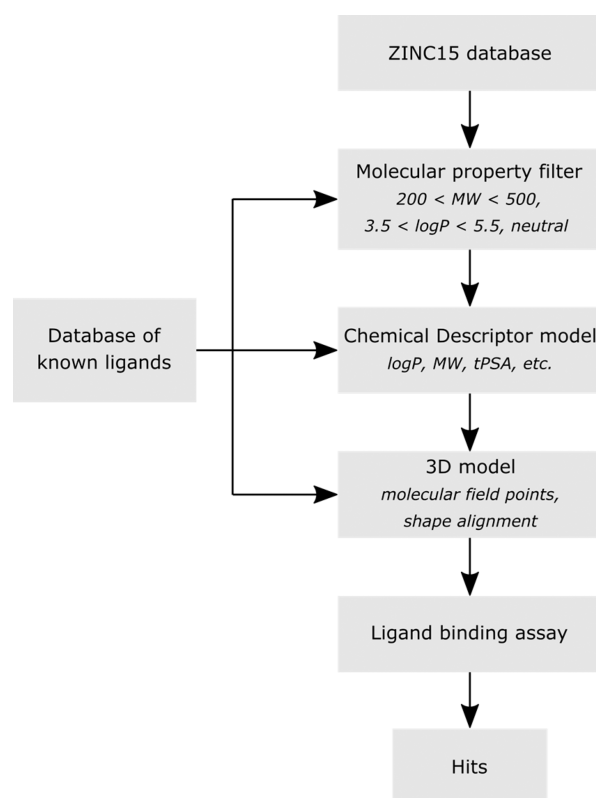 ZINC15 database
Molecular property filter
200 < MW < 500,
3.5 < logP < 5.5, neutral
Database of
known ligands
Chemical Descriptor model
logP, MW, tPSA, etc.
3D model
molecular field points,
shape alignment
Ligand binding assay
Hits